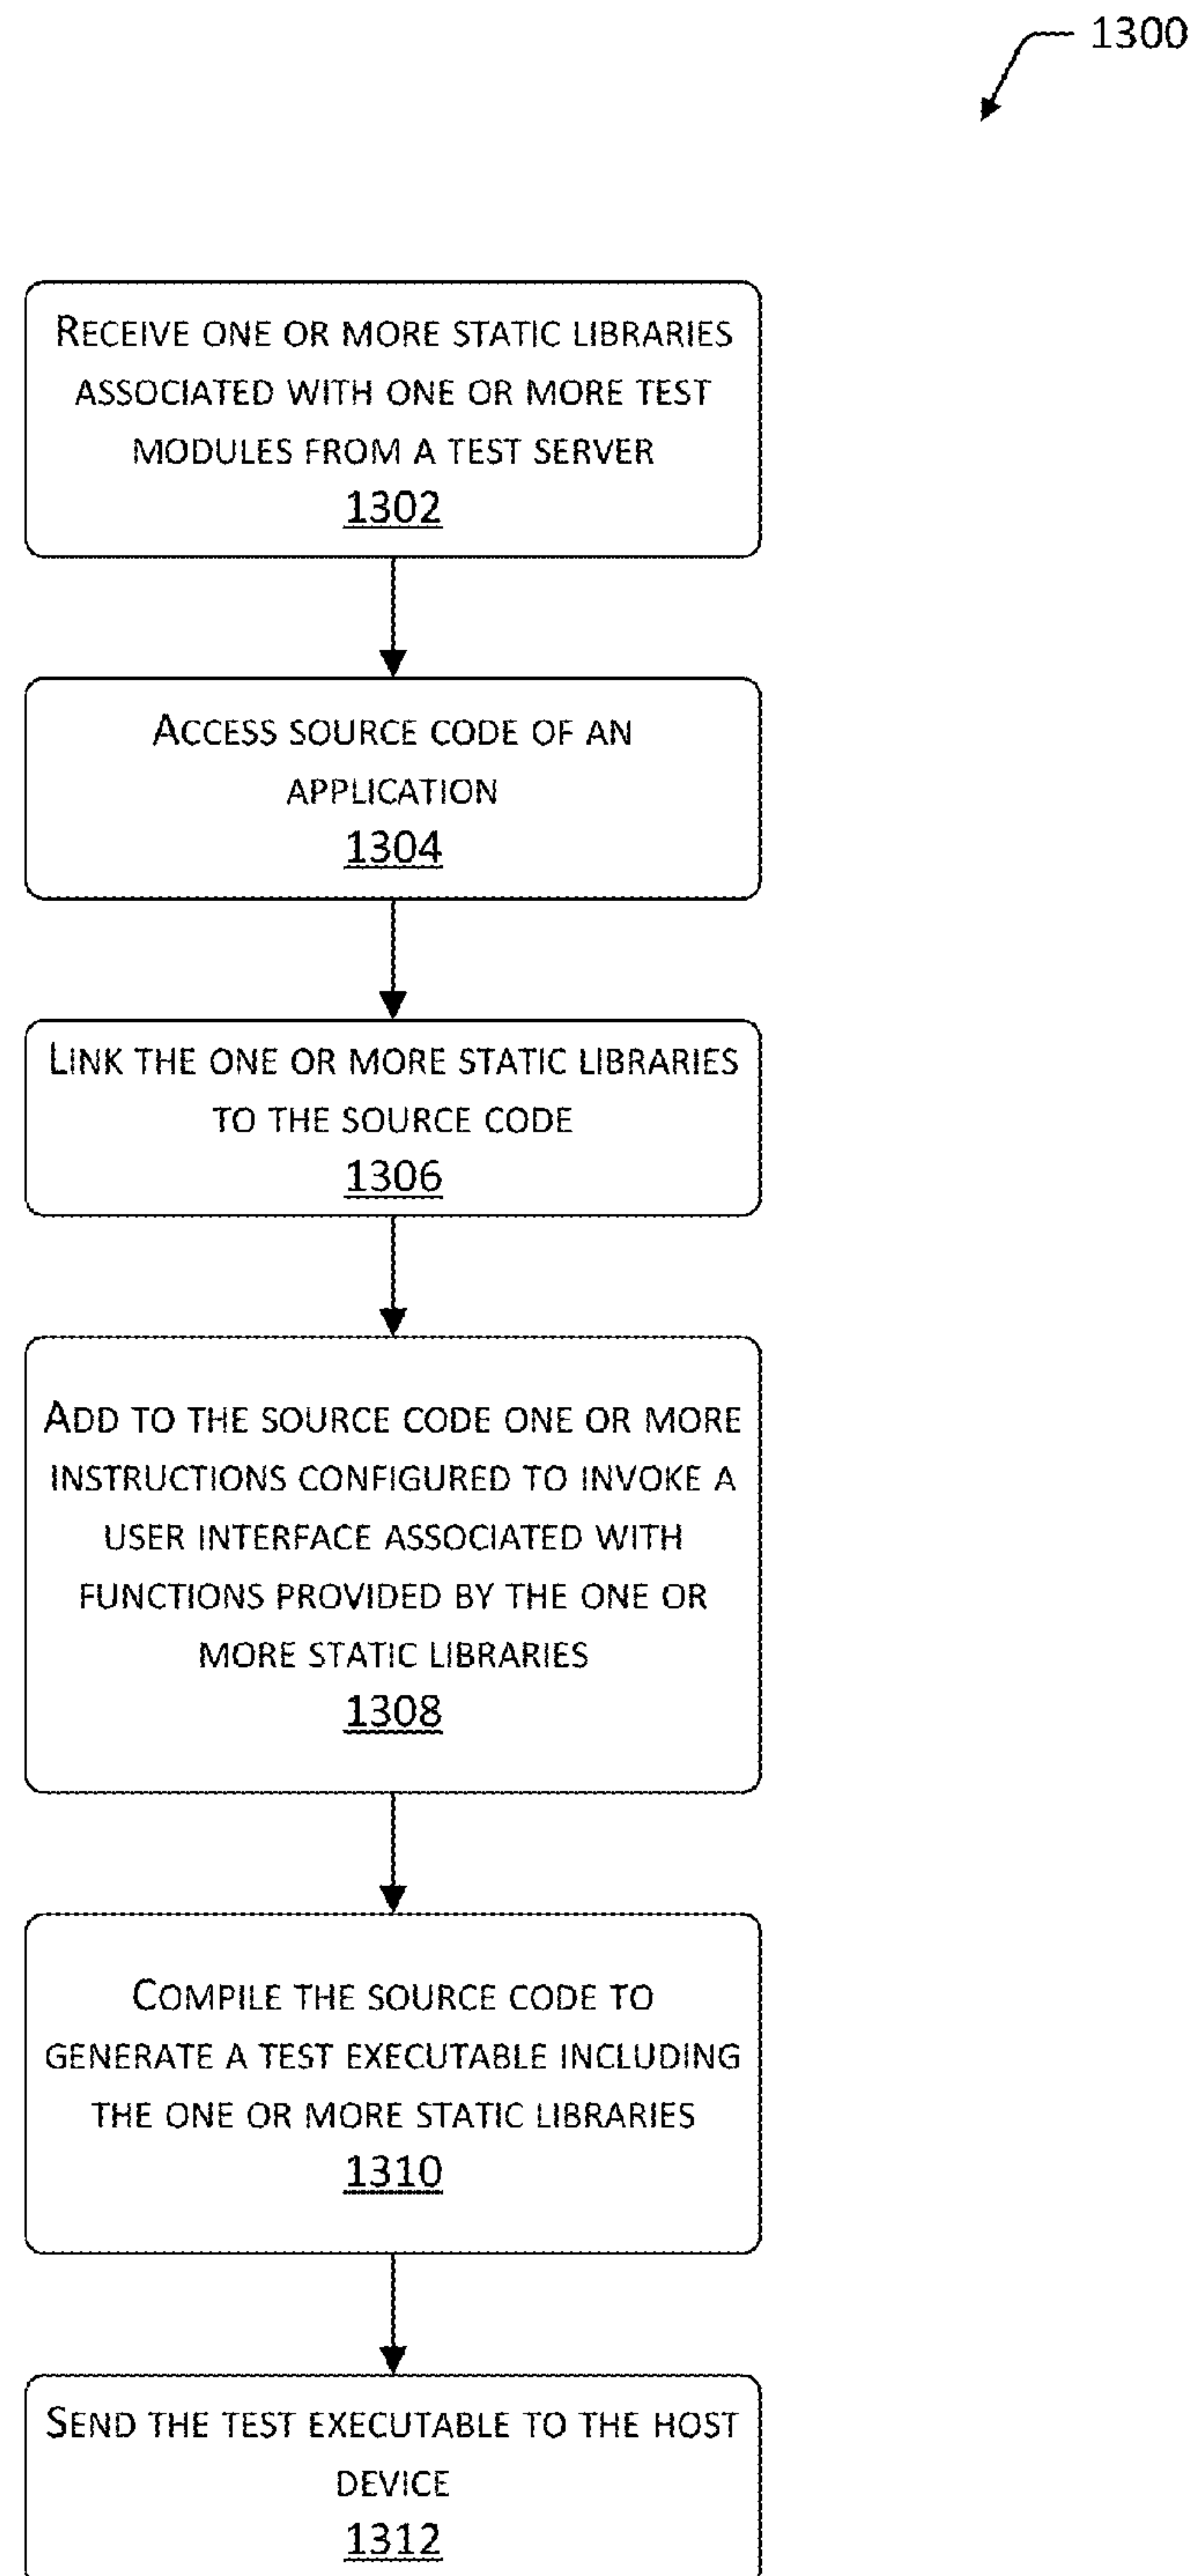 1300
RECEIVE ONE OR MORE STATIC LIBRARIES
ASSOCIATED WITH ONE OR MORE TEST
MODULES FROM A TEST SERVER
1302
ACCESS SOURCE CODE OF AN
APPLICATION
1304
LINK THE ONE OR MORE STATIC LIBRARIES
TO THE SOURCE CODE
1306
ADD TO THE SOURCE CODE ONE OR MORE
INSTRUCTIONS CONFIGURED TO INVOKE A
USER INTERFACE ASSOCIATED WITH
FUNCTIONS PROVIDED BY THE ONE OR
MORE STATIC LIBRARIES
1308
COMPILE THE SOURCE CODE TO
GENERATE A TEST EXECUTABLE INCLUDING
THE ONE OR MORE STATIC LIBRARIES
1310
SEND THE TEST EXECUTABLE TO THE HOST
DEVICE
1312